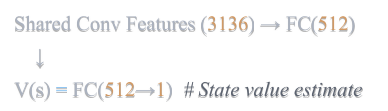 Shared Conv Features (3136) → FC(512)
↓
V(s) = FC(512→1) # State value estimate